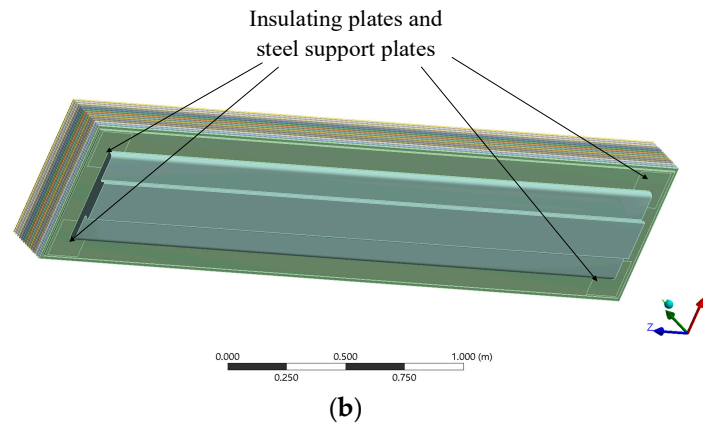 Insulating plates and
steel support plates
Z
0.000 0.500 1.000 (m)
0.250 0.750
(b)